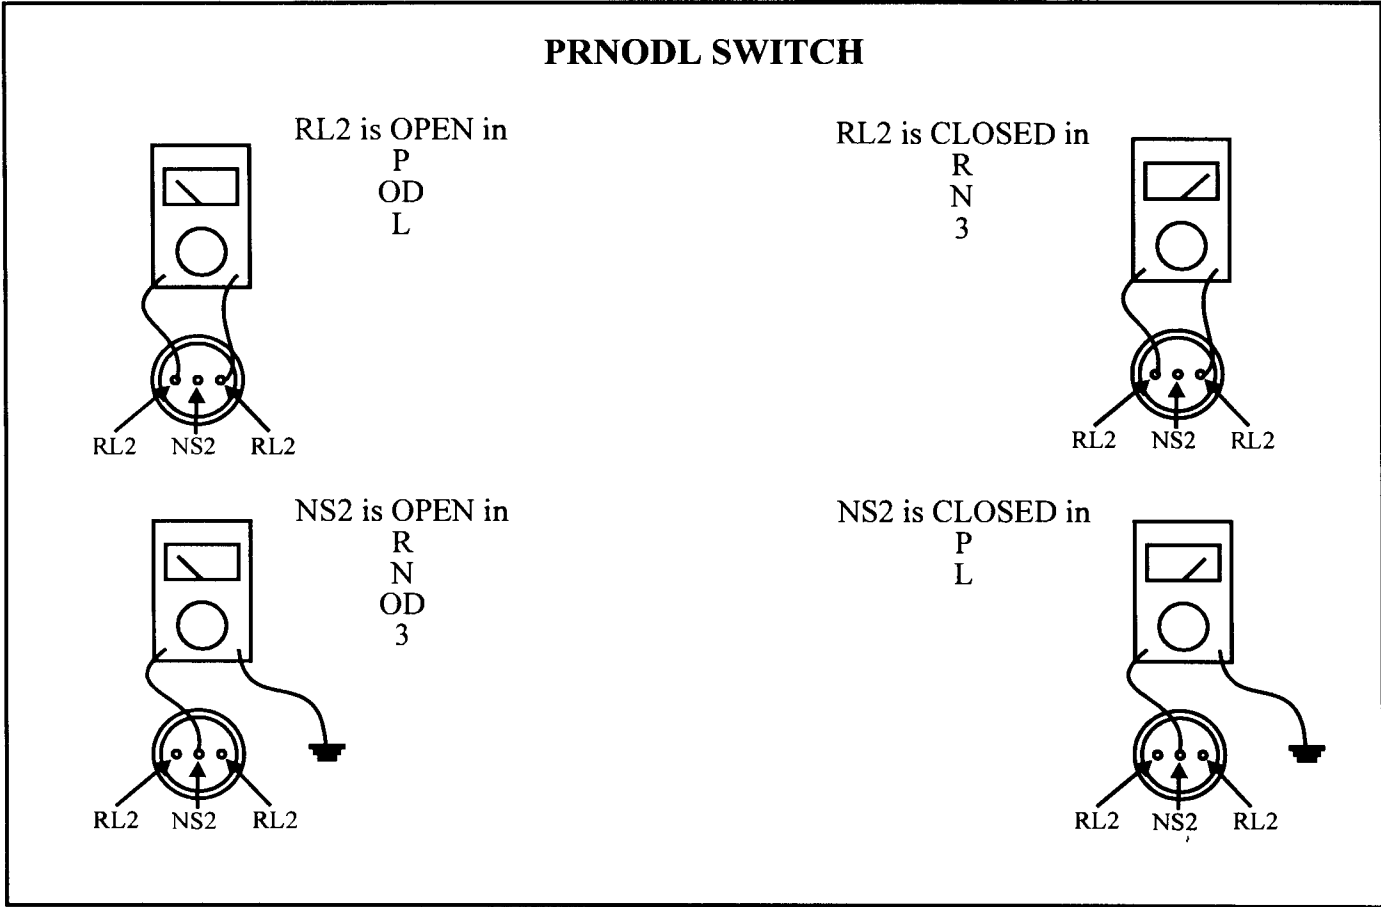 PRNODL SWITCH
RL2 is OPEN in
P
OD
L
RL2 NS2 RL2
RL2 is CLOSED in
R
N
3
RL2 NS2 RL2
NS2 is OPEN in
R
N
OD
3
RL2 NS2 RL2
NS2 is CLOSED in
P
L
RL2 NS2 RL2